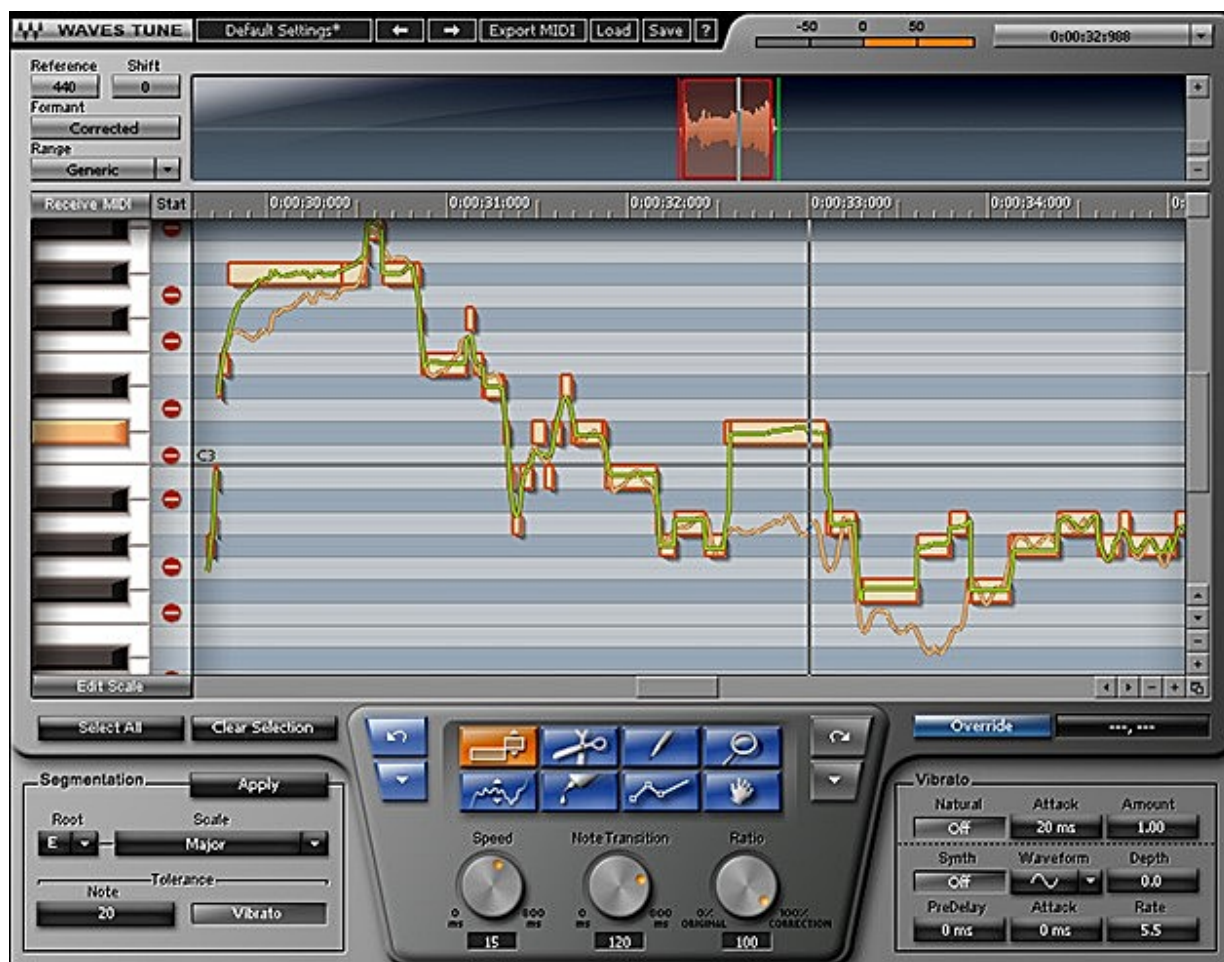 WAVES TUNE Default Settings* Export MIDI Load Save ? -50 0 50 0:00:32:988
Reference Shift
440 0
Formant
Corrected
Range
Generic
Receive MIDI Stat 0:00:30:000 0:00:31:000 0:00:32:000 0:00:33:000 0:00:34:000 0:
C3
Edit Scale
Select All Clear Selection Override ---, ---
Segmentation Apply
Root Scale
E Major
Tolerance
Note
20 Vibrato
Speed Note Transition Ratio
0 ms 800 ms 0 ms 600 ms 0% ORIGINAL 100% CORRECTION
15 120 100
Vibrato
Natural Attack Amount
Off 20 ms 1.00
Synth Waveform Depth
Off 0.0
PreDelay Attack Rate
0 ms 0 ms 5.5